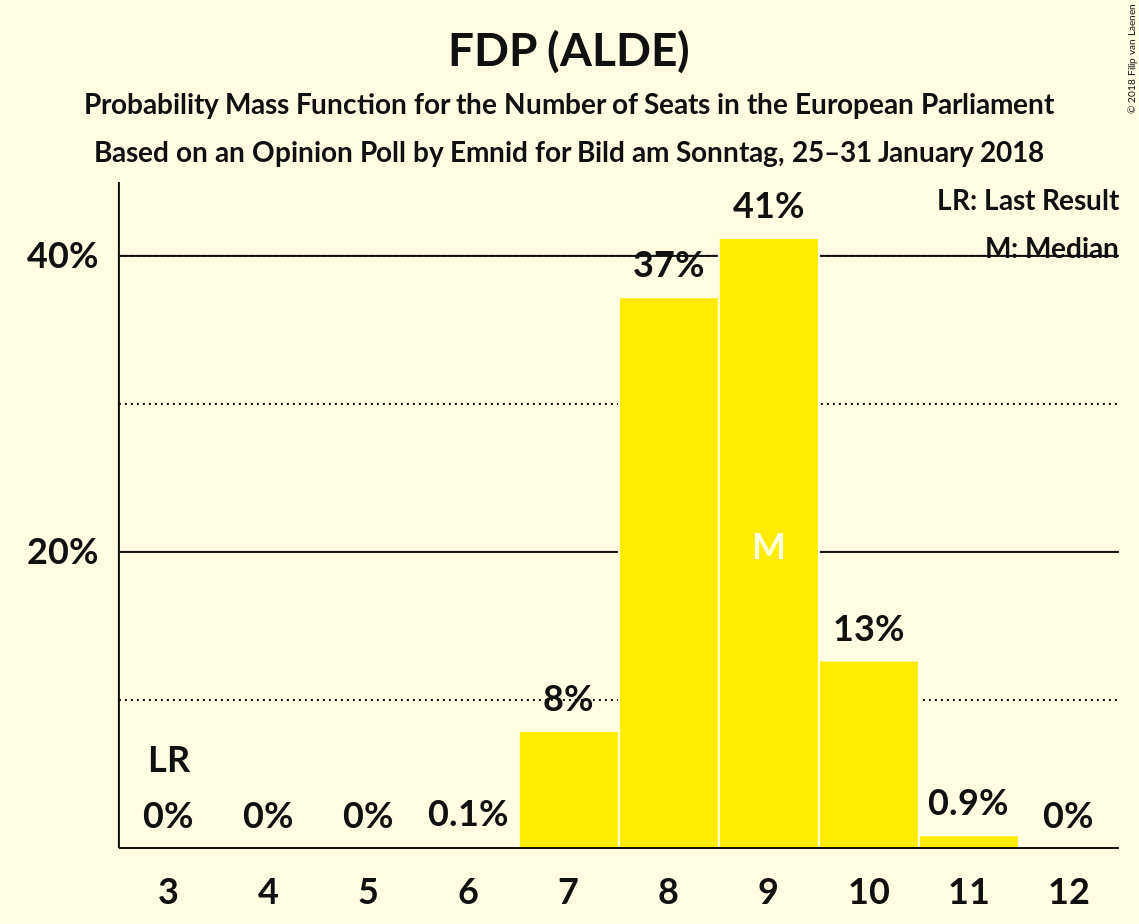 FDP (ALDE)
Probability Mass Function for the Number of Seats in the European Parliament
Based on an Opinion Poll by Emnid for Bild am Sonntag, 25–31 January 2018
© 2018 Filip van Laenen
LR: Last Result
M: Median
40%
20%
LR
0%
0%
0%
0.1%
8%
37%
41%
M
13%
0.9%
0%
3 4 5 6 7 8 9 10 11 12